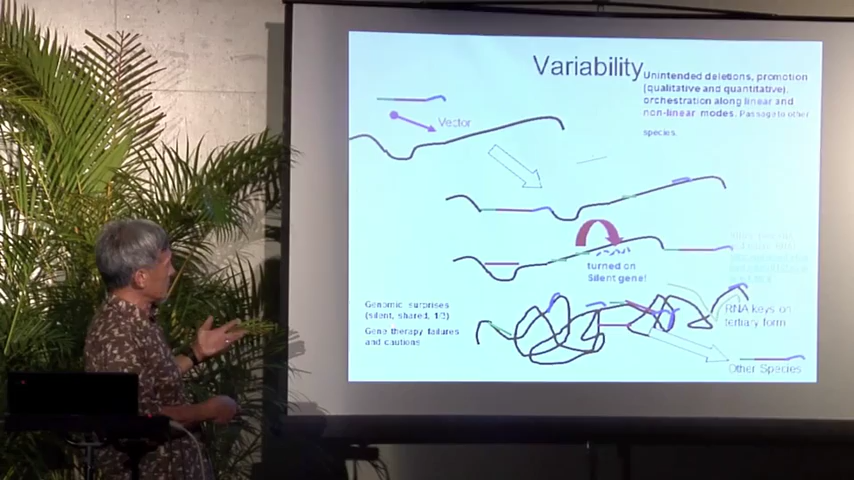 Variability
Unintended deletions, promotion
(qualitative and quantitative),
orchestration along linear and
non-linear modes. Passage to other
species.
Vector
turned on
Silent gene!
Genomic surprises
(silent, shared, 1/3)
Gene therapy failures
and cautions
RNA keys on
tertiary form
Other Species